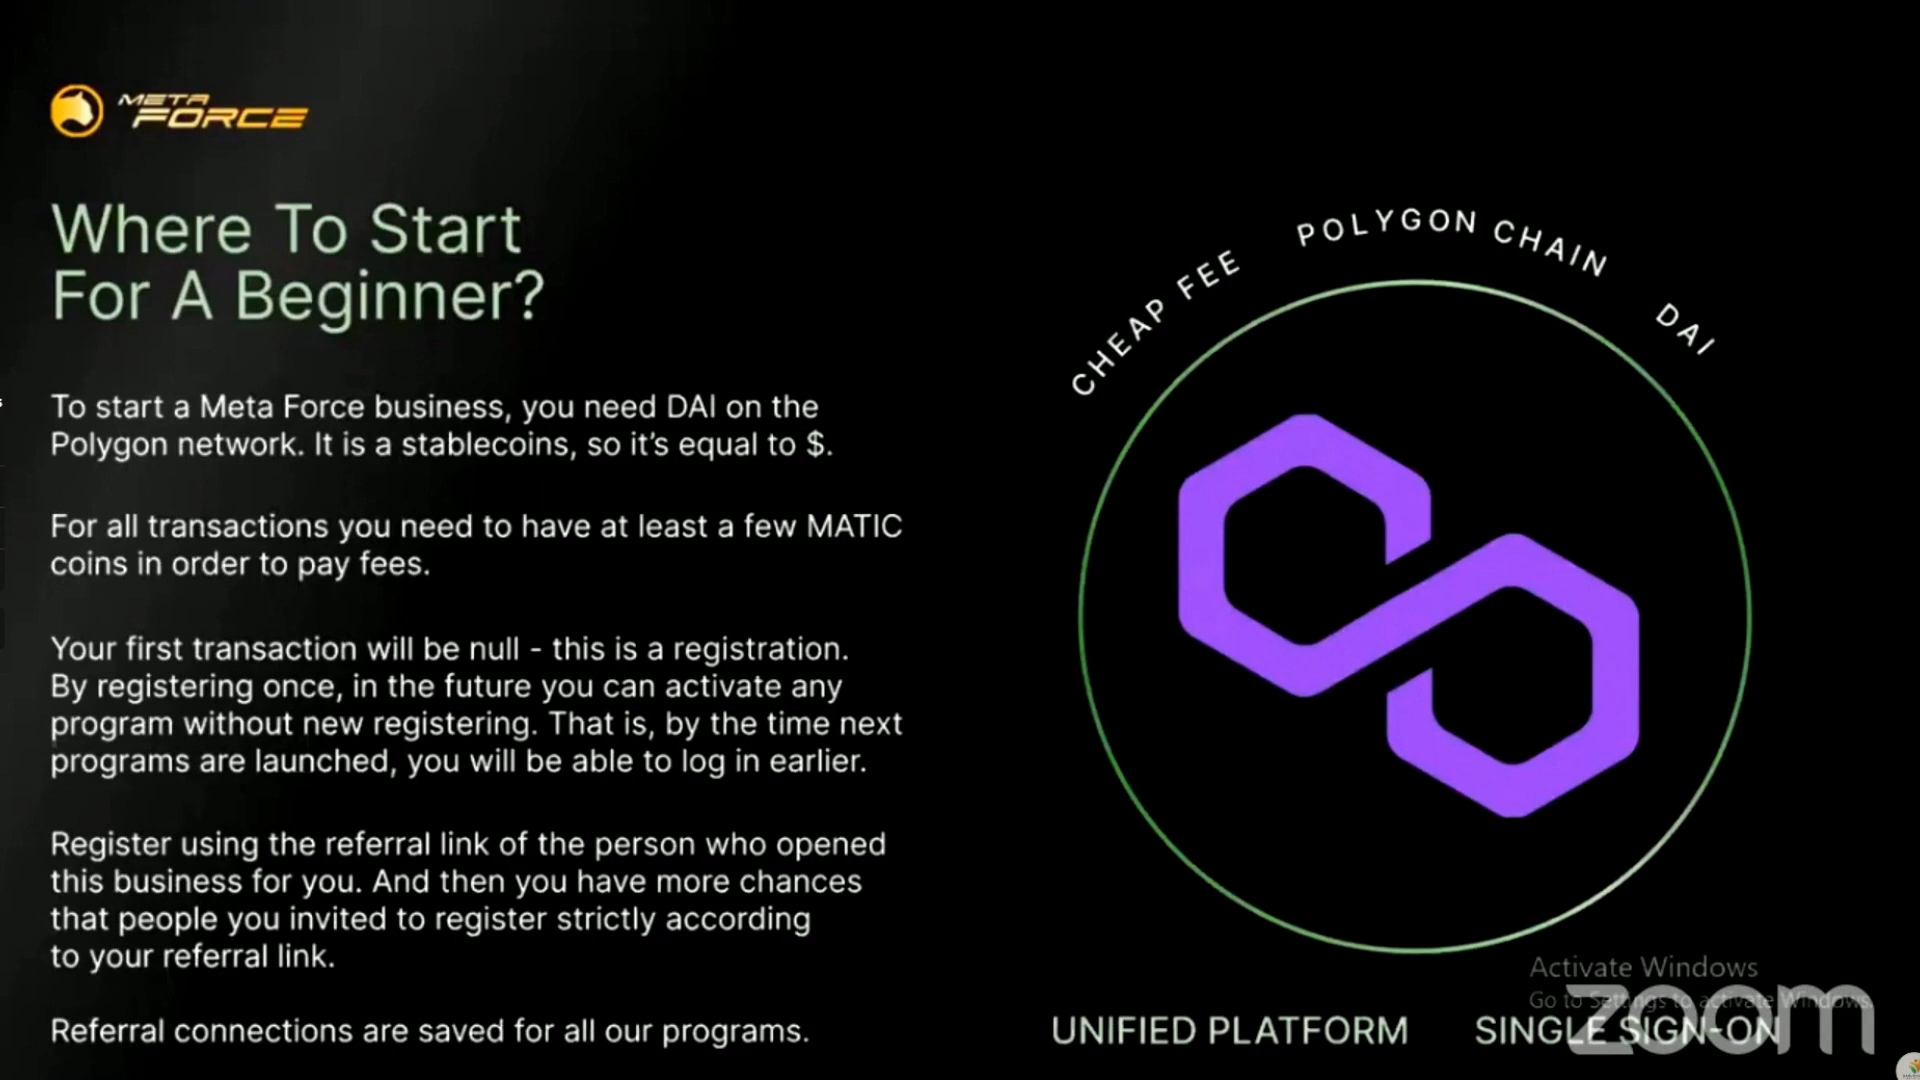 META
FORCE
Where To Start
For A Beginner?
To start a Meta Force business, you need DAI on the
Polygon network. It is a stablecoins, so it’s equal to $.
For all transactions you need to have at least a few MATIC
coins in order to pay fees.
Your first transaction will be null - this is a registration.
By registering once, in the future you can activate any
program without new registering. That is, by the time next
programs are launched, you will be able to log in earlier.
Register using the referral link of the person who opened
this business for you. And then you have more chances
that people you invited to register strictly according
to your referral link.
Referral connections are saved for all our programs.
CHEAP FEE POLYGON CHAIN DAI
UNIFIED PLATFORM SINGLE SIGN-ON
Activate Windows
Go to Settings to activate Windows.
zoom